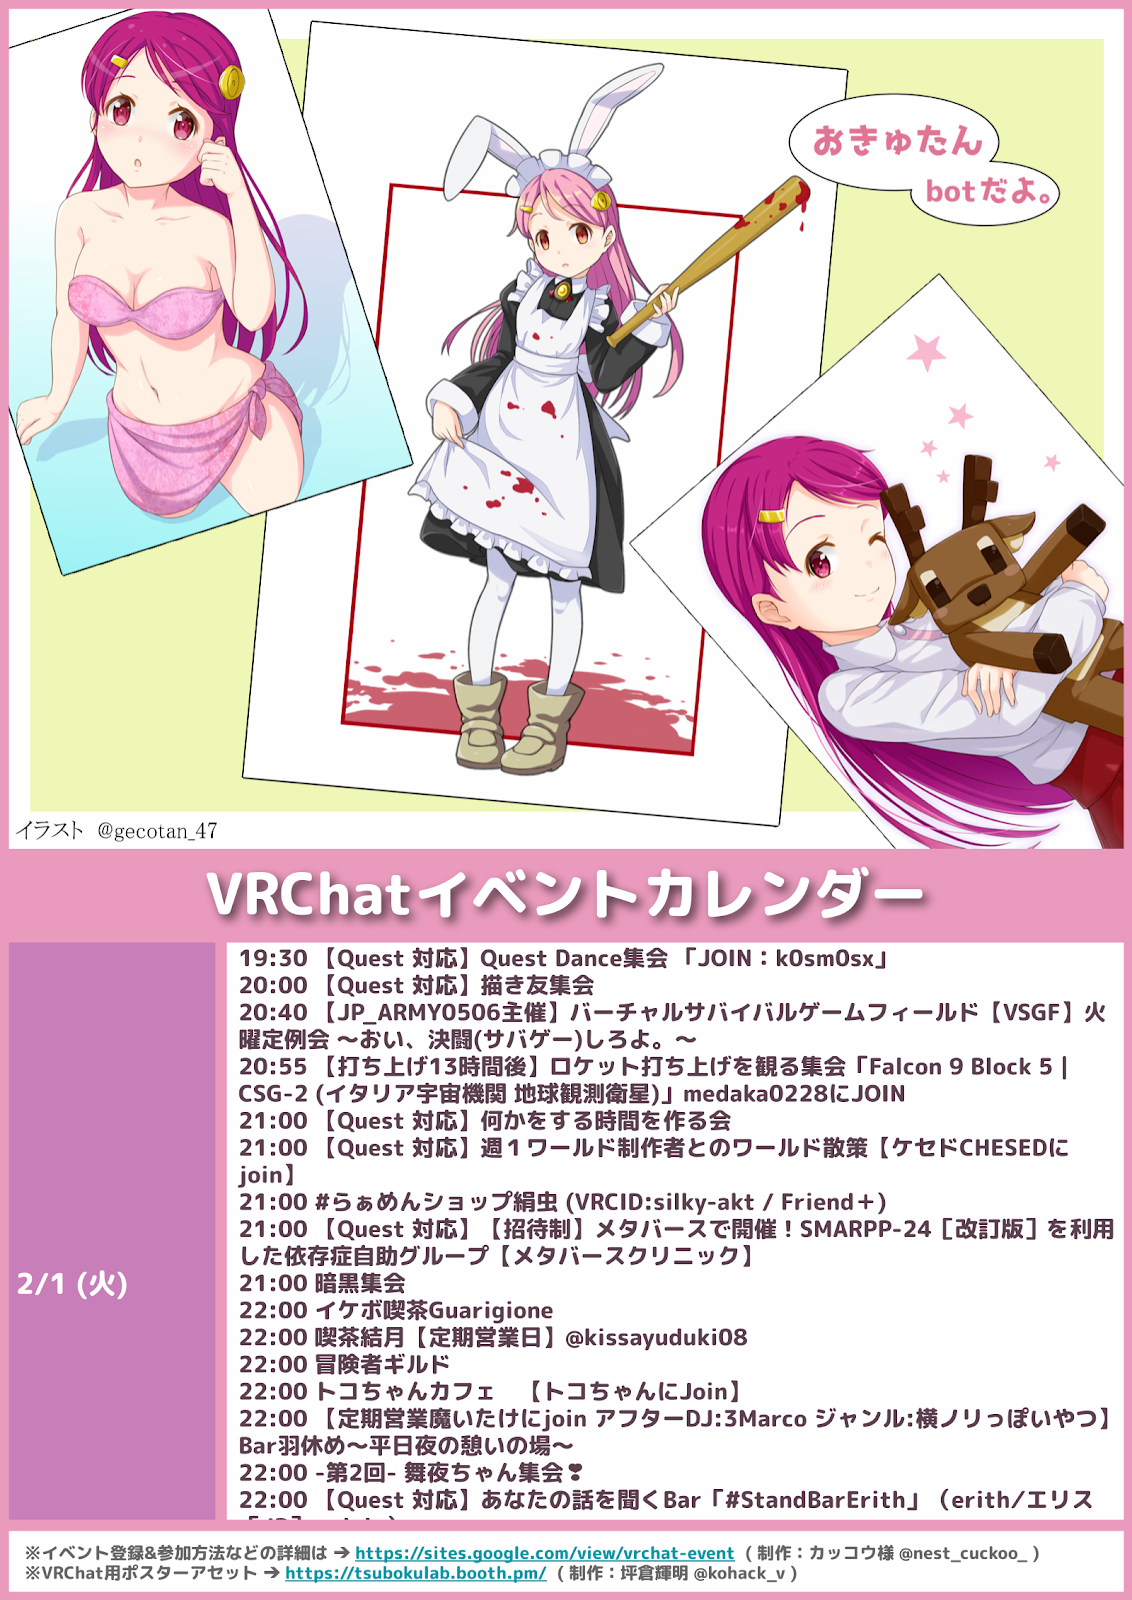 おきゅたん
botだよ。
イラスト @gecotan_47
VRChatイベントカレンダー
2/1 (火)
19:30 【Quest 対応】Quest Dance集会 「JOIN：k0sm0sx」
20:00 【Quest 対応】描き友集会
20:40 【JP_ARMY0506主催】バーチャルサバイバルゲームフィールド【VSGF】火
曜定例会 ～おい、決闘(サバゲー)しろよ。～
20:55 【打ち上げ13時間後】ロケット打ち上げを観る集会「Falcon 9 Block 5 |
CSG-2 (イタリア宇宙機関 地球観測衛星)」medaka0228にJOIN
21:00 【Quest 対応】何かをする時間を作る会
21:00 【Quest 対応】週１ワールド制作者とのワールド散策【ケセドCHESEDに
join】
21:00 #らぁめんショップ絹虫 (VRCID:silky-akt / Friend＋)
21:00 【Quest 対応】【招待制】メタバースで開催！SMARPP-24［改訂版］を利用
した依存症自助グループ【メタバースクリニック】
21:00 暗黒集会
22:00 イケボ喫茶Guarigione
22:00 喫茶結月【定期営業日】@kissayuduki08
22:00 冒険者ギルド
22:00 トコちゃんカフェ　【トコちゃんにJoin】
22:00 【定期営業魔いたけにjoin アフターDJ:3Marco ジャンル:横ノリっぽいやつ】
Bar羽休め～平日夜の憩いの場～
22:00 -第2回- 舞夜ちゃん集会❣
22:00 【Quest 対応】あなたの話を聞くBar「#StandBarErith」（erith/エリス
※イベント登録&参加方法などの詳細は ➔ https://sites.google.com/view/vrchat-event ( 制作：カッコウ様 @nest_cuckoo_ )
※VRChat用ポスターアセット ➔ https://tsubokulab.booth.pm/ ( 制作：坪倉輝明 @kohack_v )